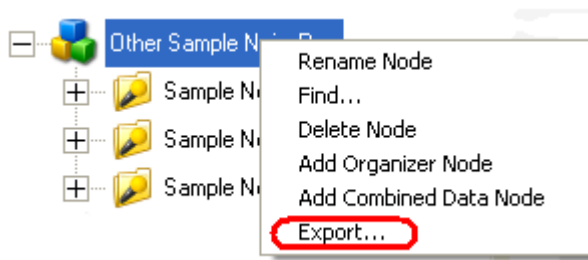 Other Sample
Rename Node
Find...
Sample
Delete Node
Sample
Add Organizer Node
Sample
Add Combined Data Node
Export...